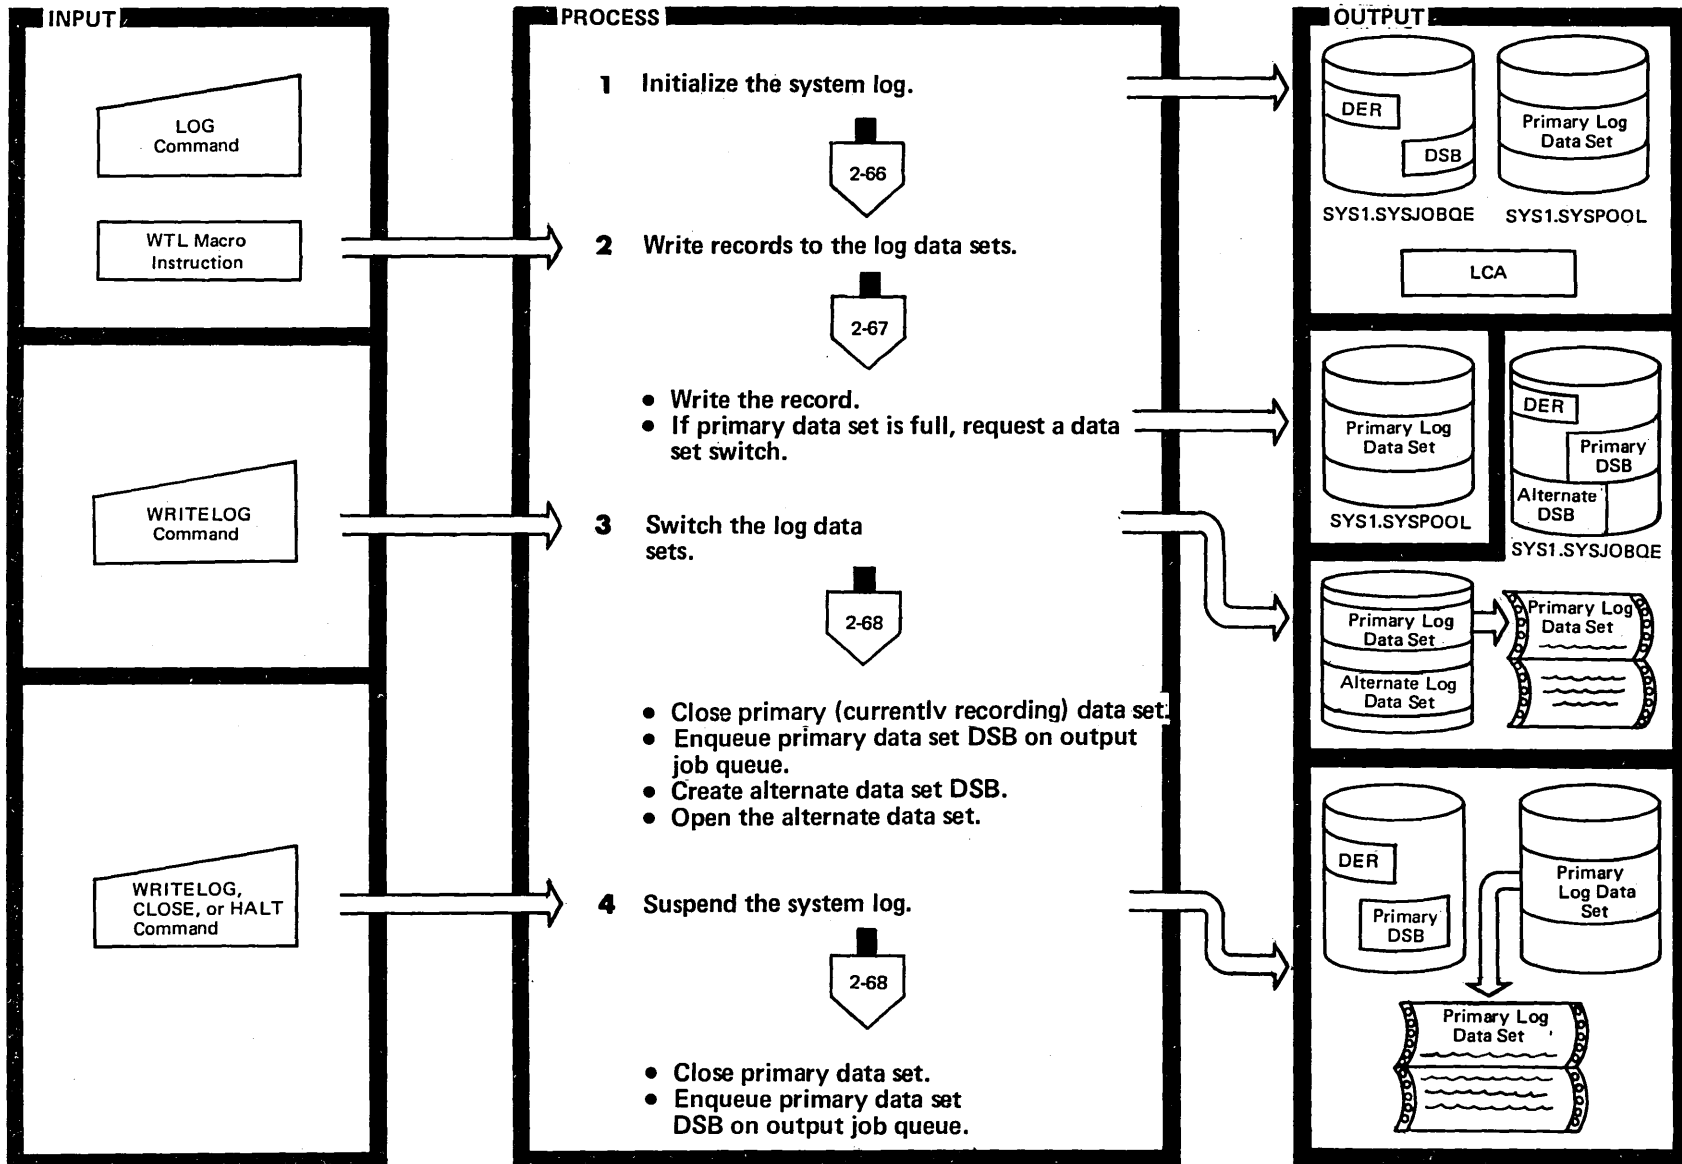 INPUT
LOG
Command
WTL Macro
Instruction
WRITELOG
Command
WRITELOG,
CLOSE, or HALT
Command
PROCESS
1 Initialize the system log.
2-66
2 Write records to the log data sets.
2-67
• Write the record.
• If primary data set is full, request a data
set switch.
3 Switch the log data
sets.
2-68
• Close primary (currently recording) data set.
• Enqueue primary data set DSB on output
job queue.
• Create alternate data set DSB.
• Open the alternate data set.
4 Suspend the system log.
2-68
• Close primary data set.
• Enqueue primary data set
DSB on output job queue.
OUTPUT
DER
DSB
SYS1.SYSJOBQE
Primary Log
Data Set
SYS1.SYSPOOL
LCA
Primary Log
Data Set
SYS1.SYSPOOL
DER
Primary
DSB
Alternate
DSB
SYS1.SYSJOBQE
Primary Log
Data Set
Alternate Log
Data Set
Primary Log
Data Set
DER
Primary
DSB
Primary
Log Data
Set
Primary Log
Data Set